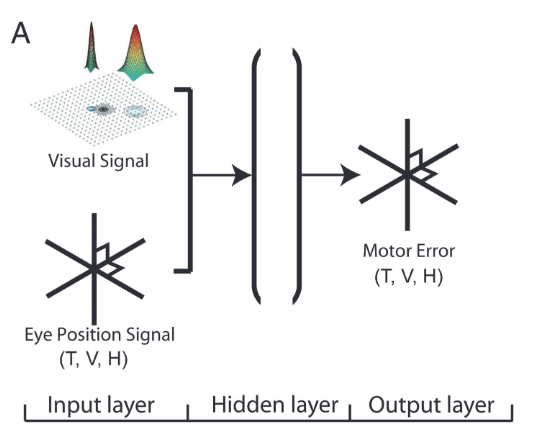 A
Visual Signal
Eye Position Signal
(T, V, H)
Motor Error
(T, V, H)
Input layer
Hidden layer
Output layer